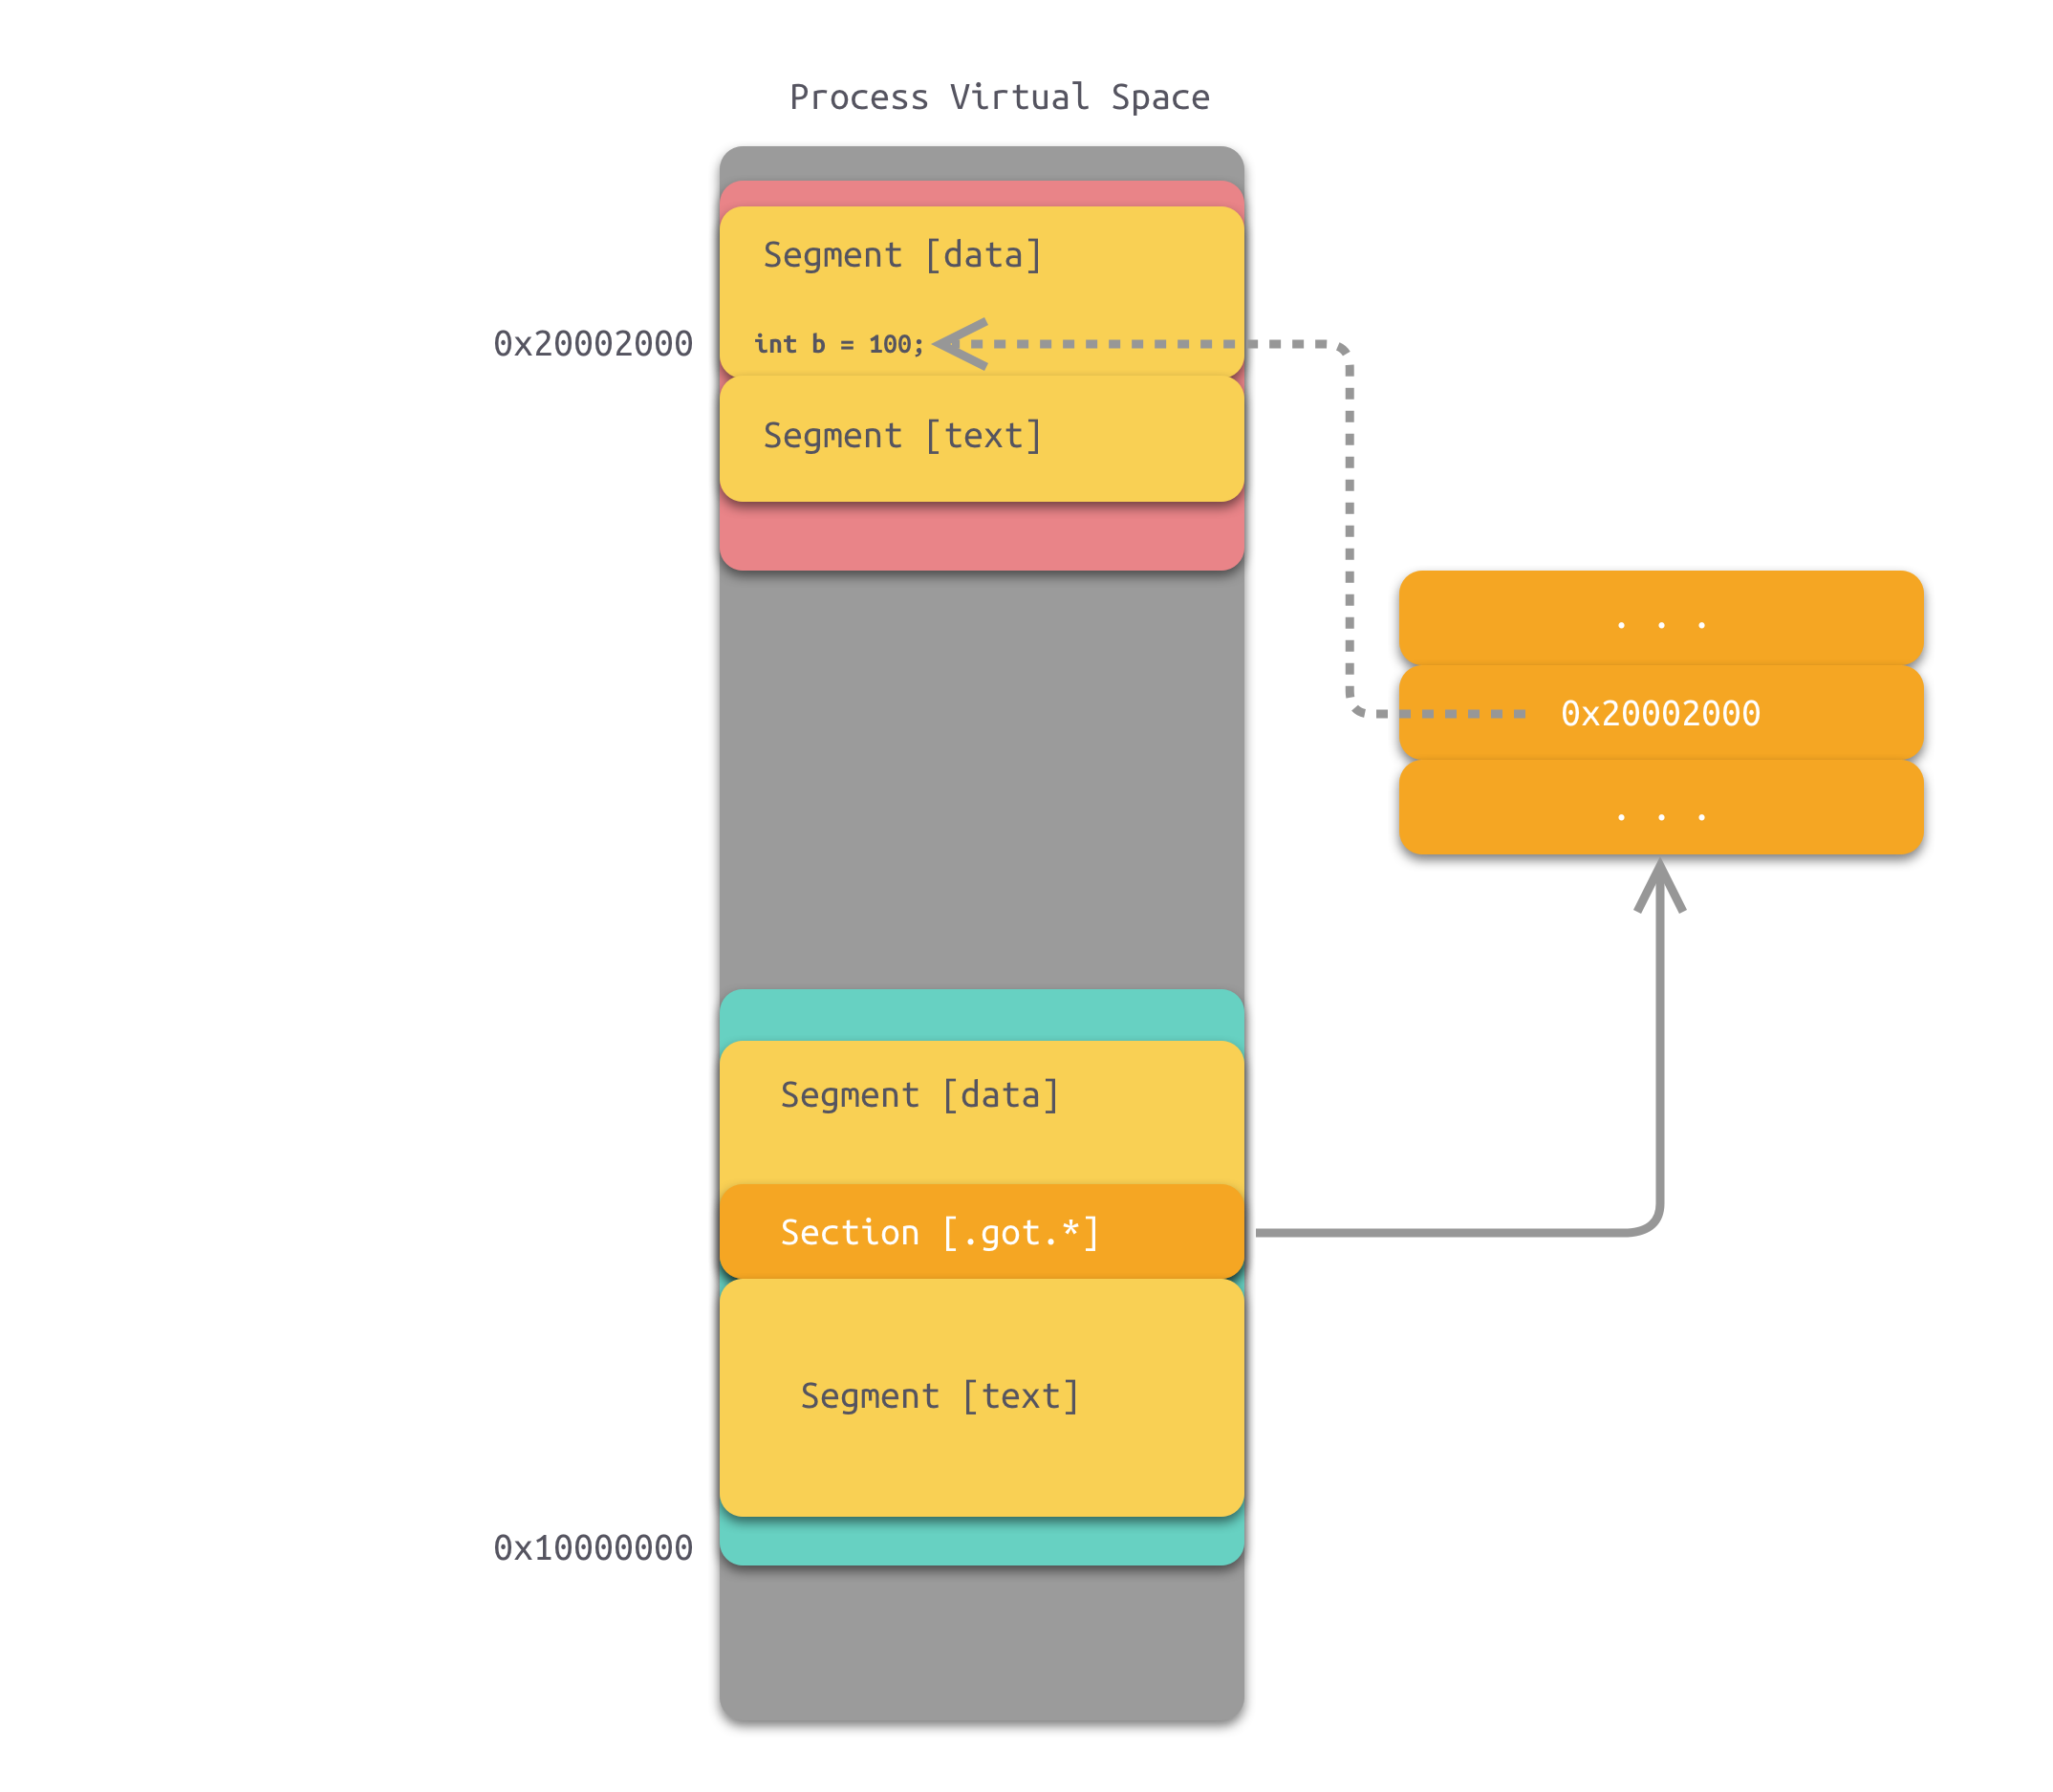 Process Virtual Space
Segment [data]
0x20002000
int b = 100;
Segment [text]
. . .
0x20002000
. . .
Segment [data]
Section [.got.*]
Segment [text]
0x10000000